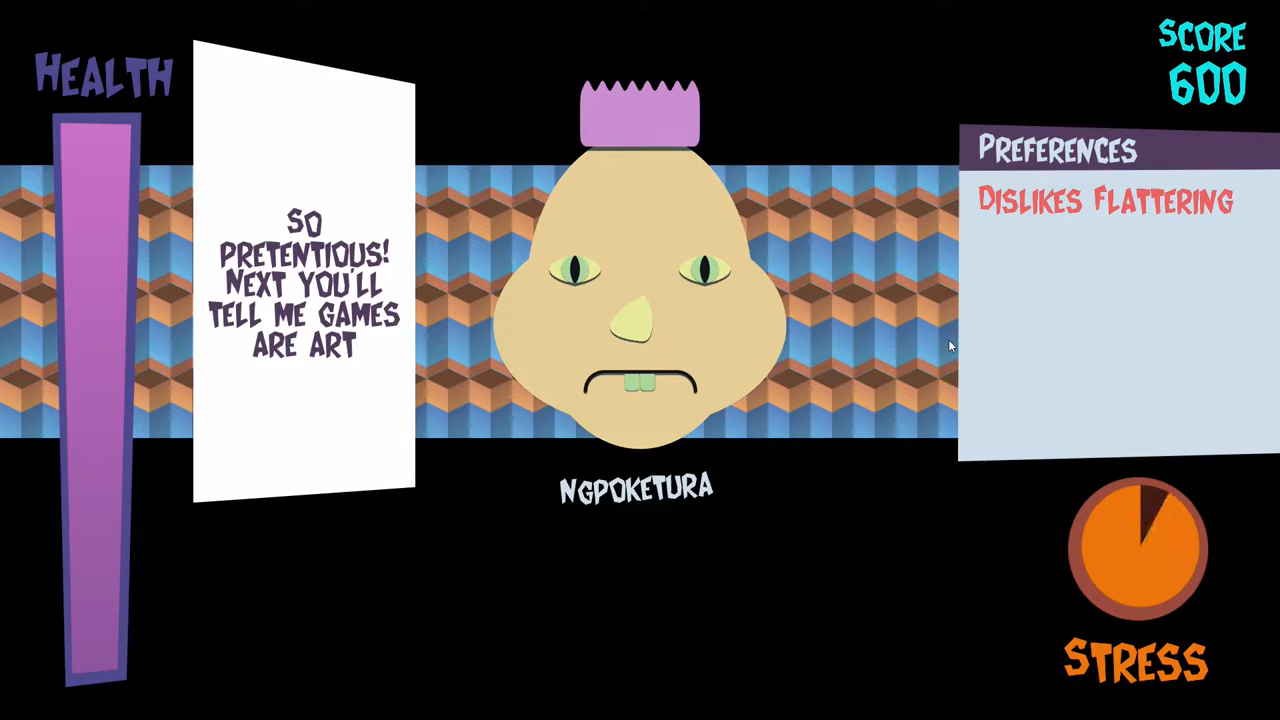 HEALTH
SCORE
600
SO
PRETENTIOUS!
NEXT YOU'LL
TELL ME GAMES
ARE ART
PREFERENCES
DISLIKES FLATTERING
NGPOKETURA
STRESS